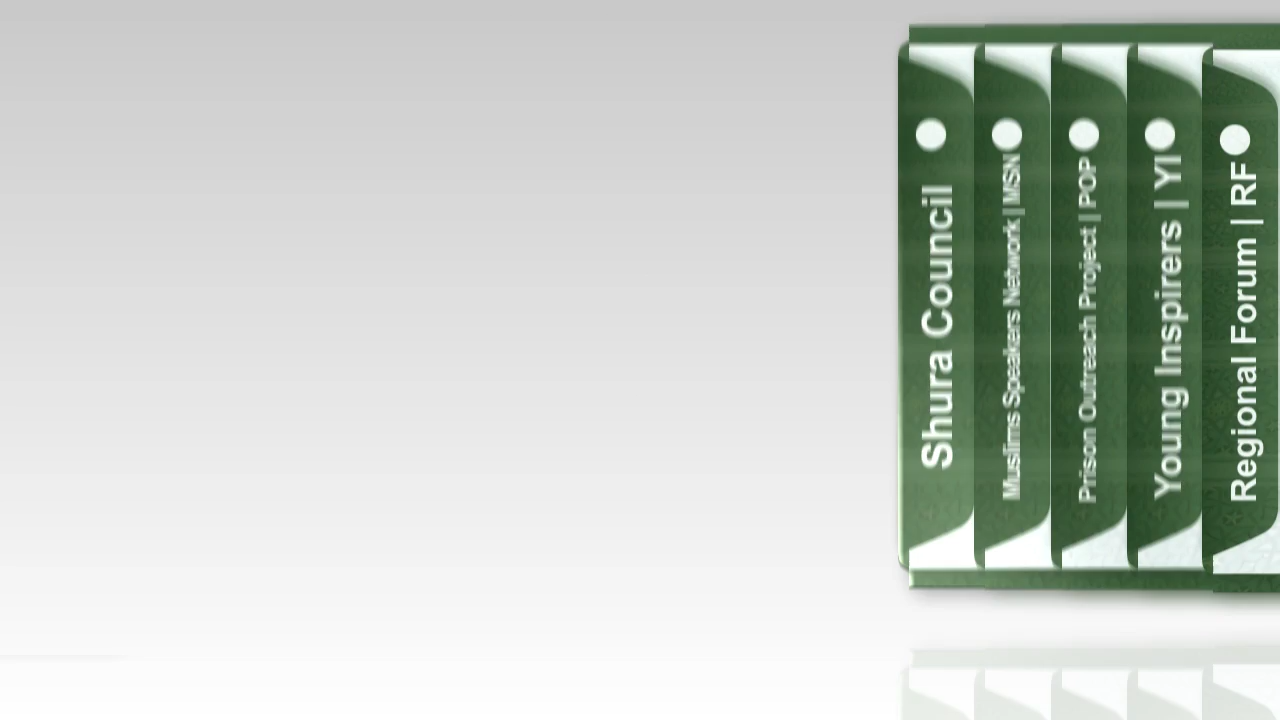 Shura Council
Muslims Speakers Network | MSN
Prison Outreach Project | POP
Young Inspirers | YI
Regional Forum | RF